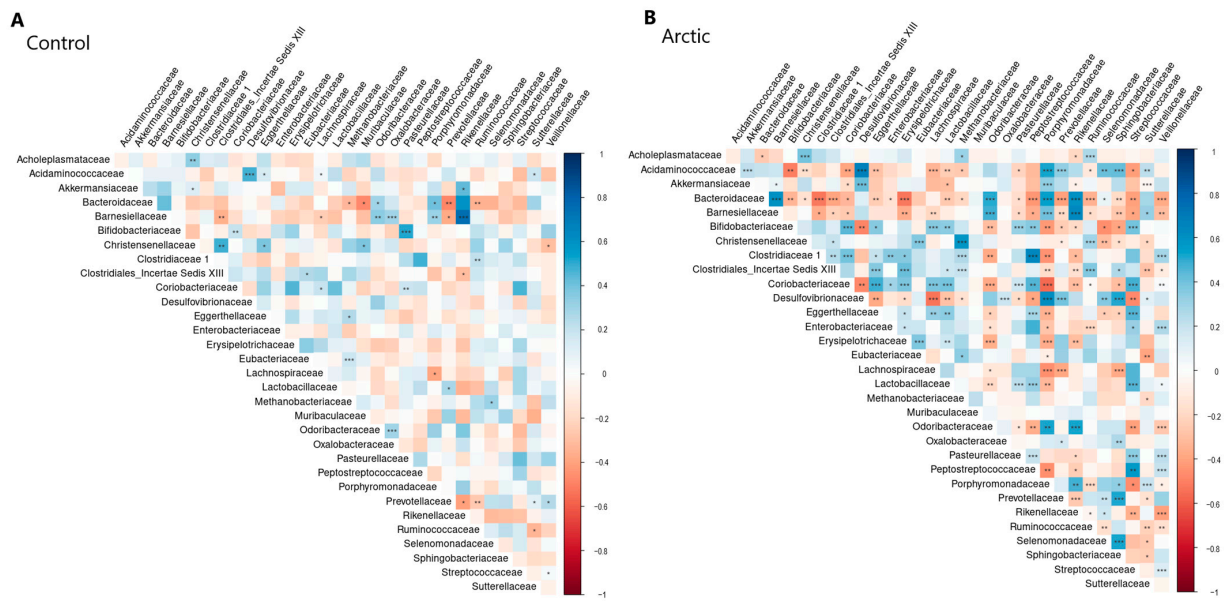 A
Control
Acidaminococcaceae
Akkermansiaceae
Bacteroidaceae
Barnesiellaceae
Bifidobacteriaceae
Christensenellaceae
Clostridiaceae 1
Clostridiales_Incertae Sedis XIII
Coriobacteriaceae
Desulfovibrionaceae
Eggerthellaceae
Enterobacteriaceae
Erysipelotrichaceae
Eubacteriaceae
Lachnospiraceae
Lactobacillaceae
Methanobacteriaceae
Muribaculaceae
Odoribacteraceae
Oxalobacteraceae
Pasteurellaceae
Peptostreptococcaceae
Porphyromonadaceae
Prevotellaceae
Rikenellaceae
Ruminococcaceae
Selenomonadaceae
Sphingobacteriaceae
Streptococcaceae
Sutterellaceae
Veillonellaceae
Acholeplasmataceae
Acidaminococcaceae
Akkermansiaceae
Bacteroidaceae
Barnesiellaceae
Bifidobacteriaceae
Christensenellaceae
Clostridiaceae 1
Clostridiales_Incertae Sedis XIII
Coriobacteriaceae
Desulfovibrionaceae
Eggerthellaceae
Enterobacteriaceae
Erysipelotrichaceae
Eubacteriaceae
Lachnospiraceae
Lactobacillaceae
Methanobacteriaceae
Muribaculaceae
Odoribacteraceae
Oxalobacteraceae
Pasteurellaceae
Peptostreptococcaceae
Porphyromonadaceae
Prevotellaceae
Rikenellaceae
Ruminococcaceae
Selenomonadaceae
Sphingobacteriaceae
Streptococcaceae
Sutterellaceae
1
0.8
0.6
0.4
0.2
0
−0.2
−0.4
−0.6
−0.8
−1
B
Arctic
Acidaminococcaceae
Akkermansiaceae
Bacteroidaceae
Barnesiellaceae
Bifidobacteriaceae
Christensenellaceae
Clostridiaceae 1
Clostridiales_Incertae Sedis XIII
Coriobacteriaceae
Desulfovibrionaceae
Eggerthellaceae
Enterobacteriaceae
Erysipelotrichaceae
Eubacteriaceae
Lachnospiraceae
Lactobacillaceae
Methanobacteriaceae
Muribaculaceae
Odoribacteraceae
Oxalobacteraceae
Pasteurellaceae
Peptostreptococcaceae
Porphyromonadaceae
Prevotellaceae
Rikenellaceae
Ruminococcaceae
Selenomonadaceae
Sphingobacteriaceae
Streptococcaceae
Sutterellaceae
Veillonellaceae
Acholeplasmataceae
Acidaminococcaceae
Akkermansiaceae
Bacteroidaceae
Barnesiellaceae
Bifidobacteriaceae
Christensenellaceae
Clostridiaceae 1
Clostridiales_Incertae Sedis XIII
Coriobacteriaceae
Desulfovibrionaceae
Eggerthellaceae
Enterobacteriaceae
Erysipelotrichaceae
Eubacteriaceae
Lachnospiraceae
Lactobacillaceae
Methanobacteriaceae
Muribaculaceae
Odoribacteraceae
Oxalobacteraceae
Pasteurellaceae
Peptostreptococcaceae
Porphyromonadaceae
Prevotellaceae
Rikenellaceae
Ruminococcaceae
Selenomonadaceae
Sphingobacteriaceae
Streptococcaceae
Sutterellaceae
1
0.8
0.6
0.4
0.2
0
−0.2
−0.4
−0.6
−0.8
−1